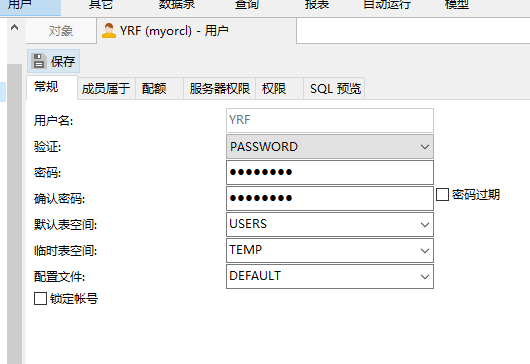 用户 其它 数据泵 查询 报表 自动运行 模型
对象 YRF (myorcl) - 用户
保存
常规 成员属于 配额 服务器权限 权限 SQL 预览
用户名: YRF
验证: PASSWORD
密码: ●●●●●●●●
确认密码: ●●●●●●●● 密码过期
默认表空间: USERS
临时表空间: TEMP
配置文件: DEFAULT
锁定帐号